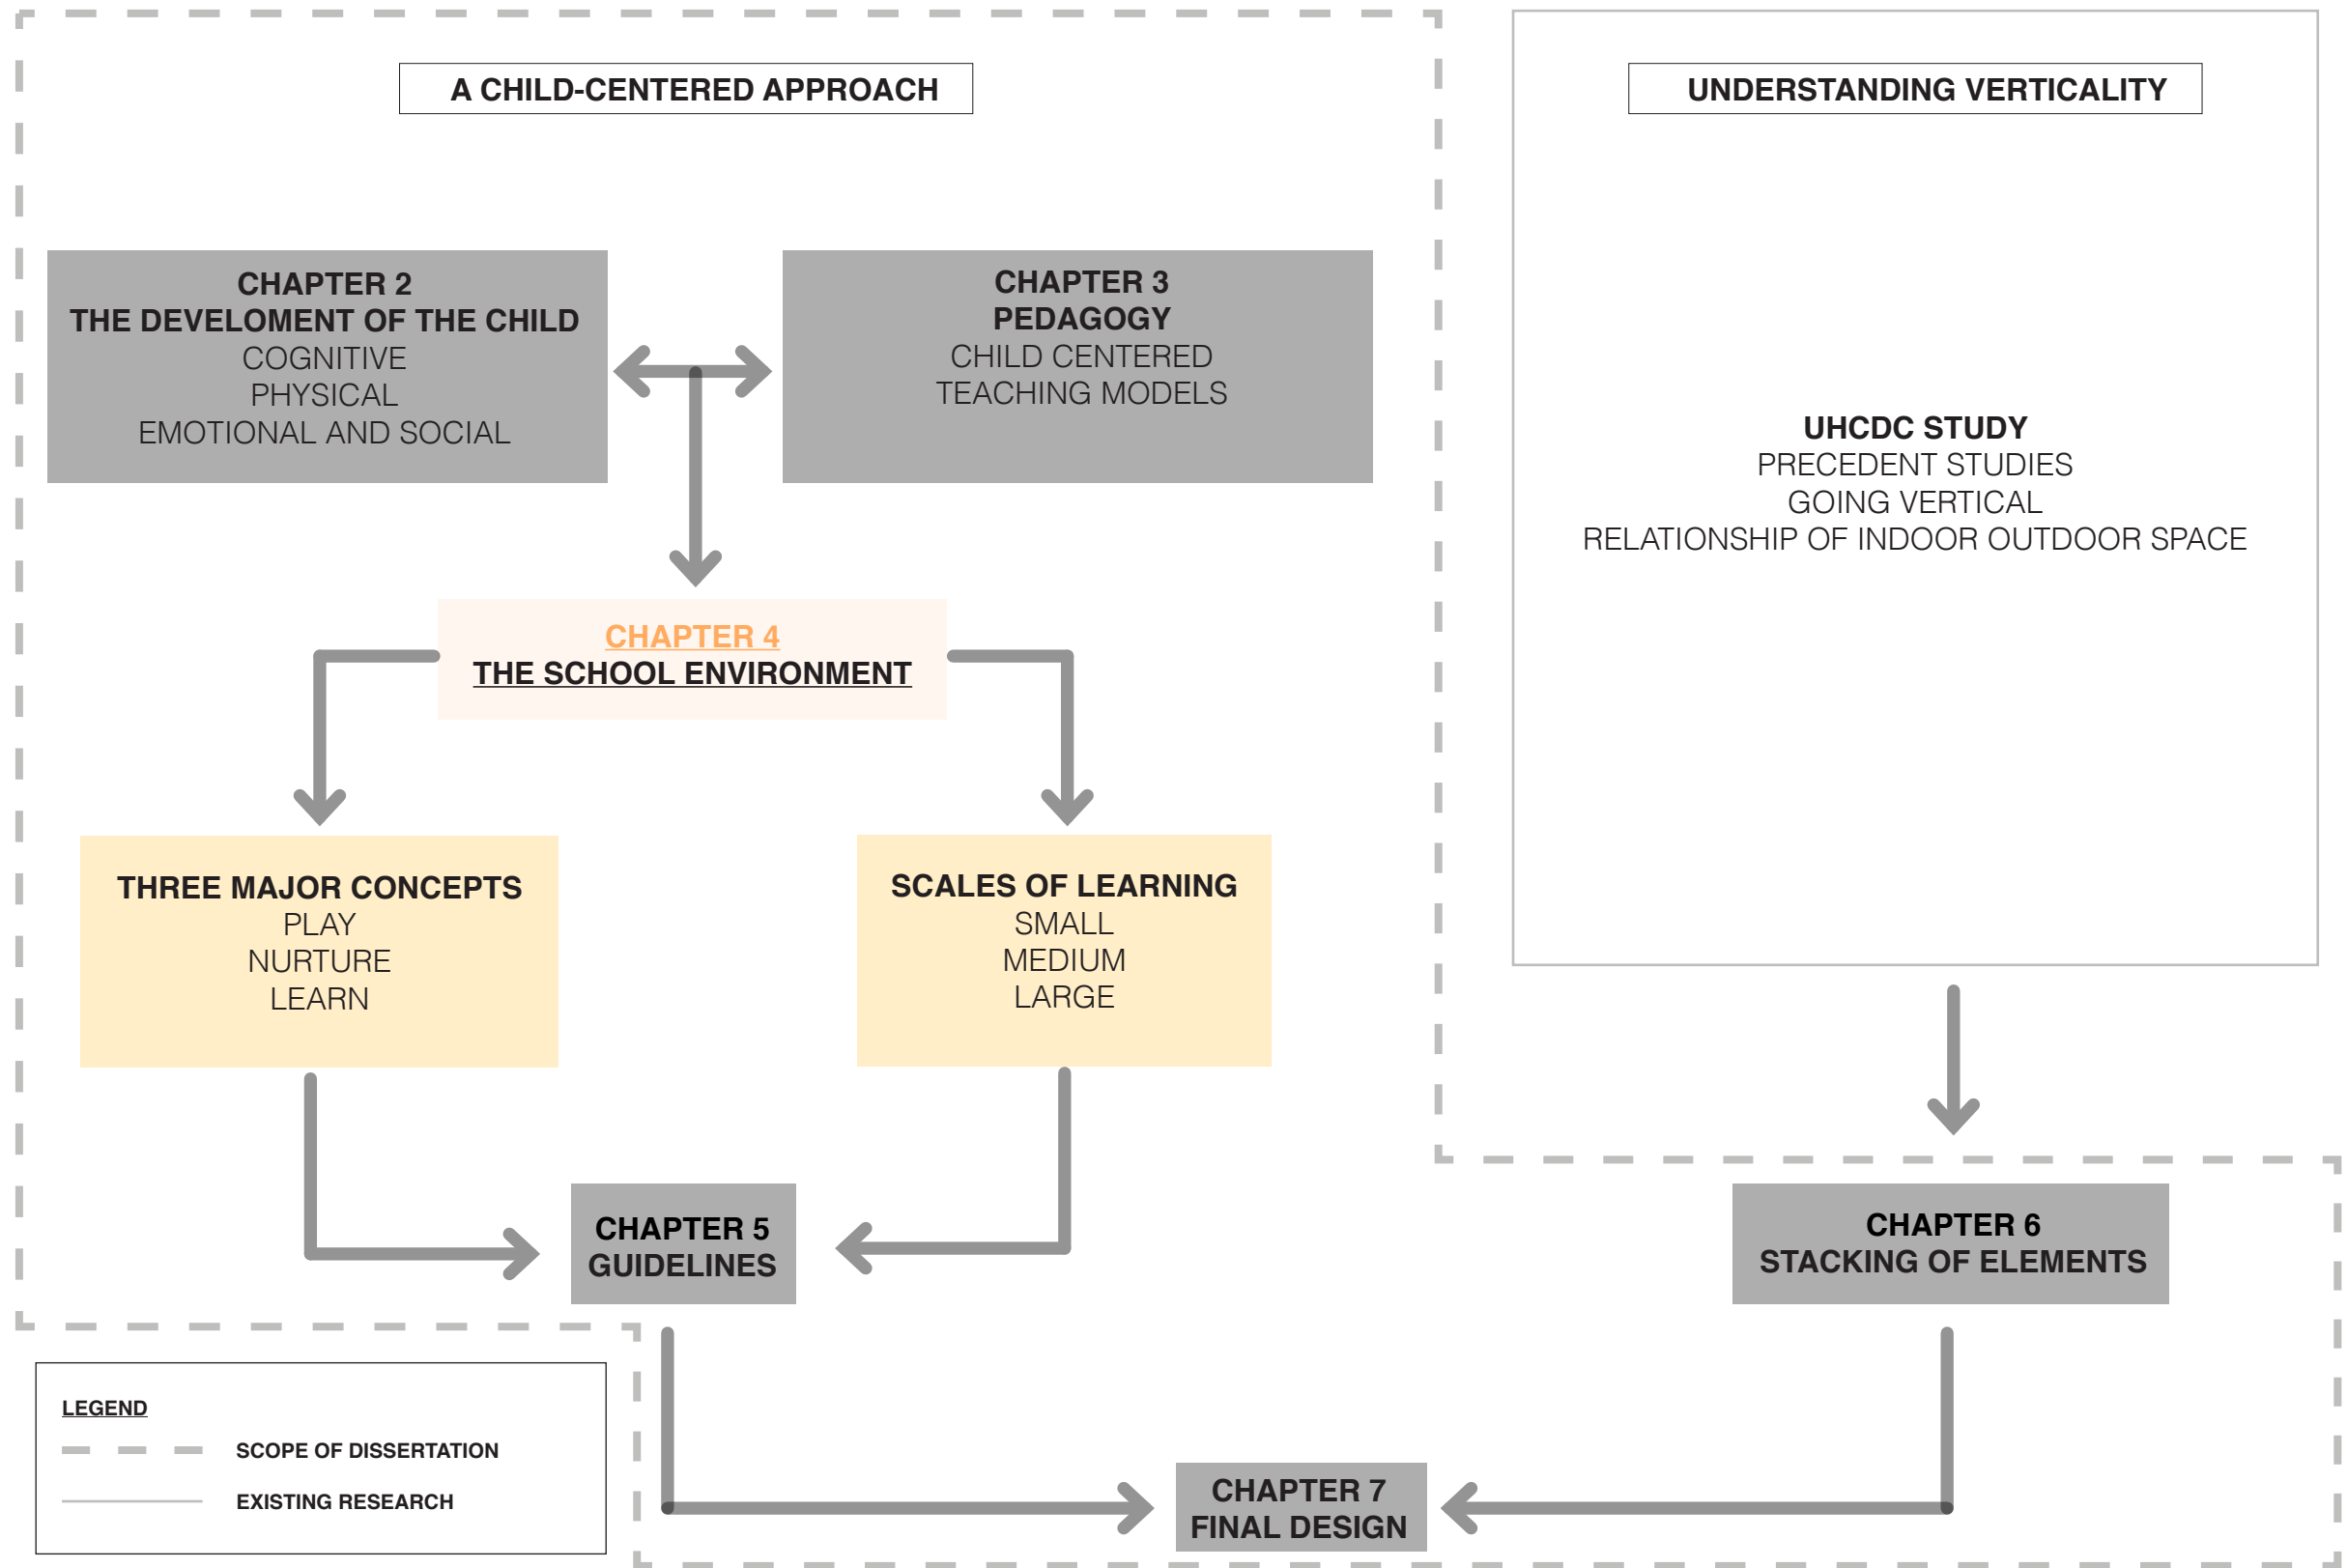 A CHILD-CENTERED APPROACH
UNDERSTANDING VERTICALITY
CHAPTER 2
THE DEVELOMENT OF THE CHILD
COGNITIVE
PHYSICAL
EMOTIONAL AND SOCIAL
CHAPTER 3
PEDAGOGY
CHILD CENTERED
TEACHING MODELS
UHCDC STUDY
PRECEDENT STUDIES
GOING VERTICAL
RELATIONSHIP OF INDOOR OUTDOOR SPACE
CHAPTER 4
THE SCHOOL ENVIRONMENT
THREE MAJOR CONCEPTS
PLAY
NURTURE
LEARN
SCALES OF LEARNING
SMALL
MEDIUM
LARGE
CHAPTER 5
GUIDELINES
CHAPTER 6
STACKING OF ELEMENTS
LEGEND
SCOPE OF DISSERTATION
EXISTING RESEARCH
CHAPTER 7
FINAL DESIGN